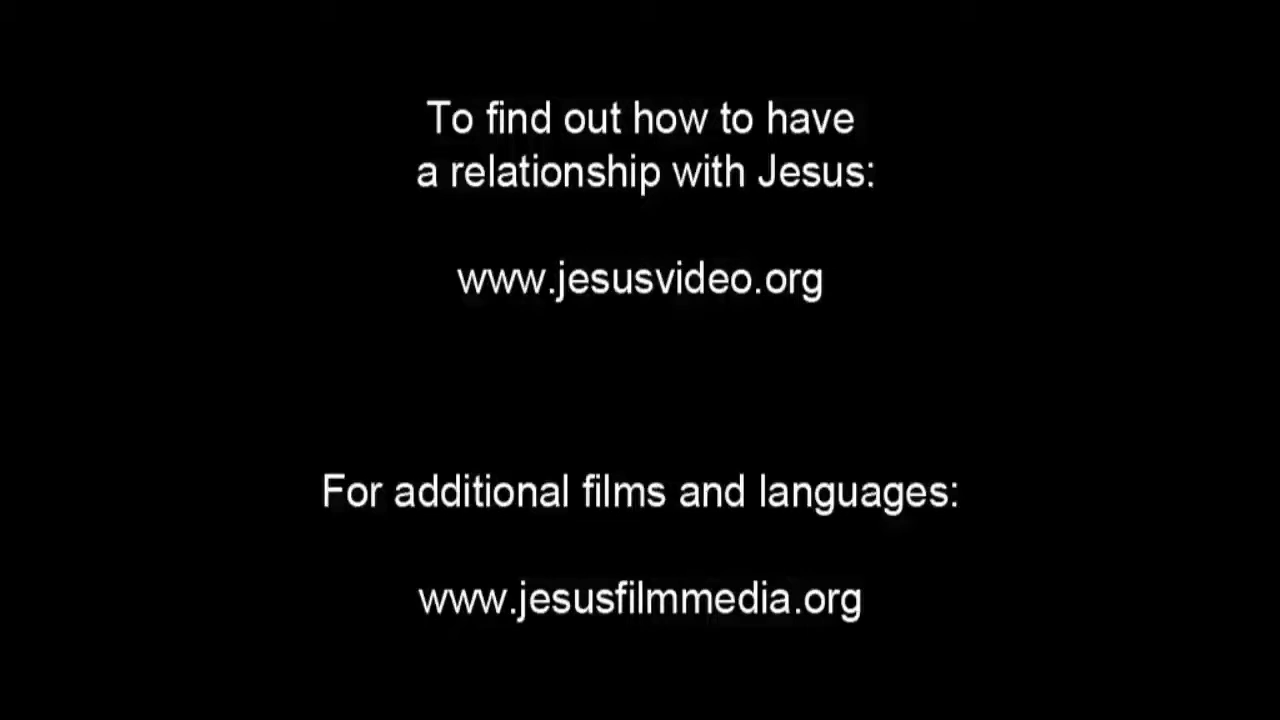 To find out how to have
a relationship with Jesus:
www.jesusvideo.org
For additional films and languages:
www.jesusfilmmedia.org